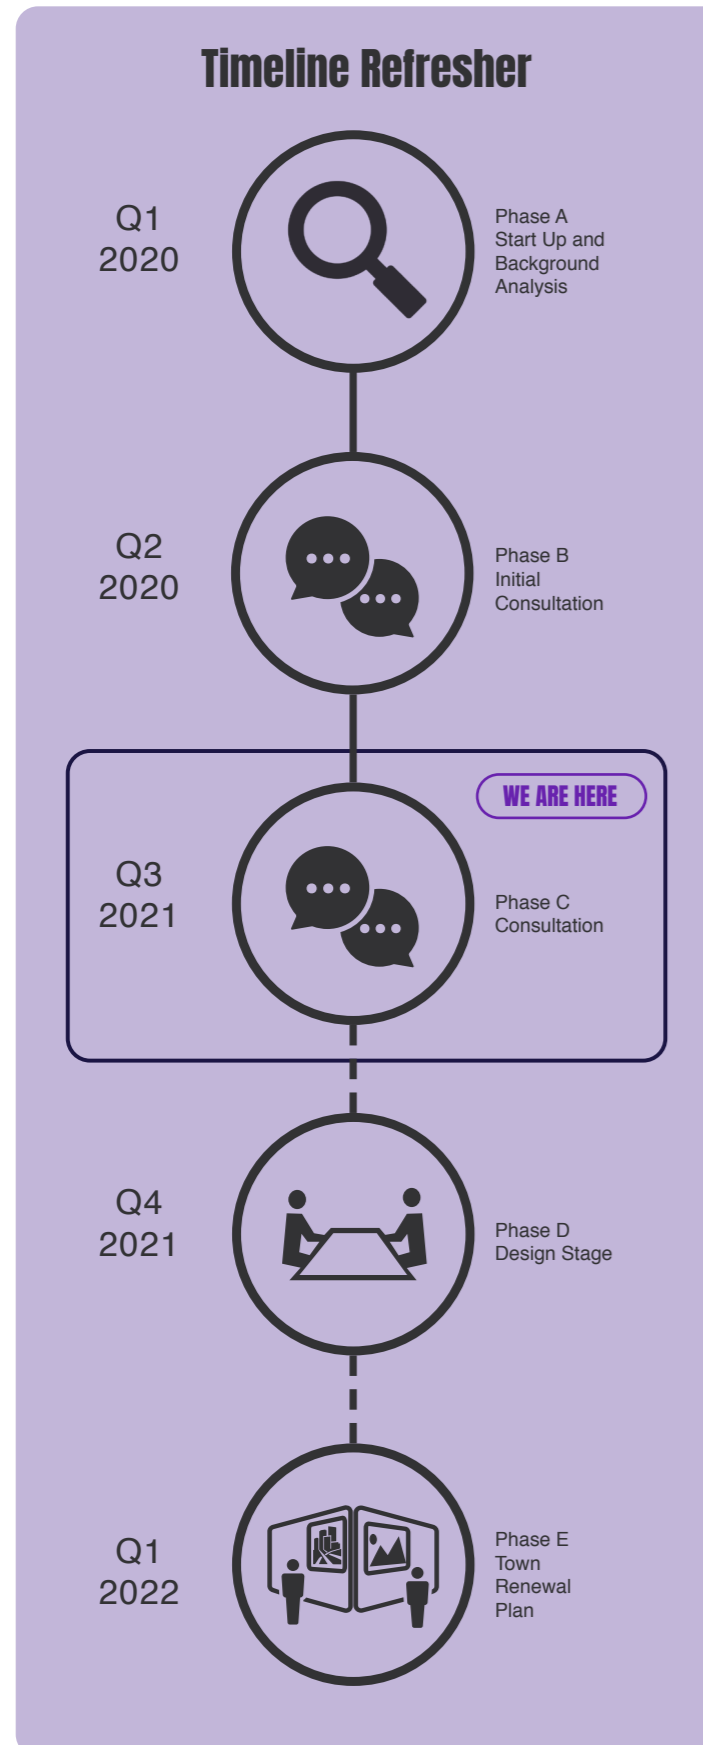 Timeline Refresher
Q1
2020
Phase A
Start Up and
Background
Analysis
Q2
2020
Phase B
Initial
Consultation
WE ARE HERE
Q3
2021
Phase C
Consultation
Q4
2021
Phase D
Design Stage
Q1
2022
Phase E
Town
Renewal
Plan